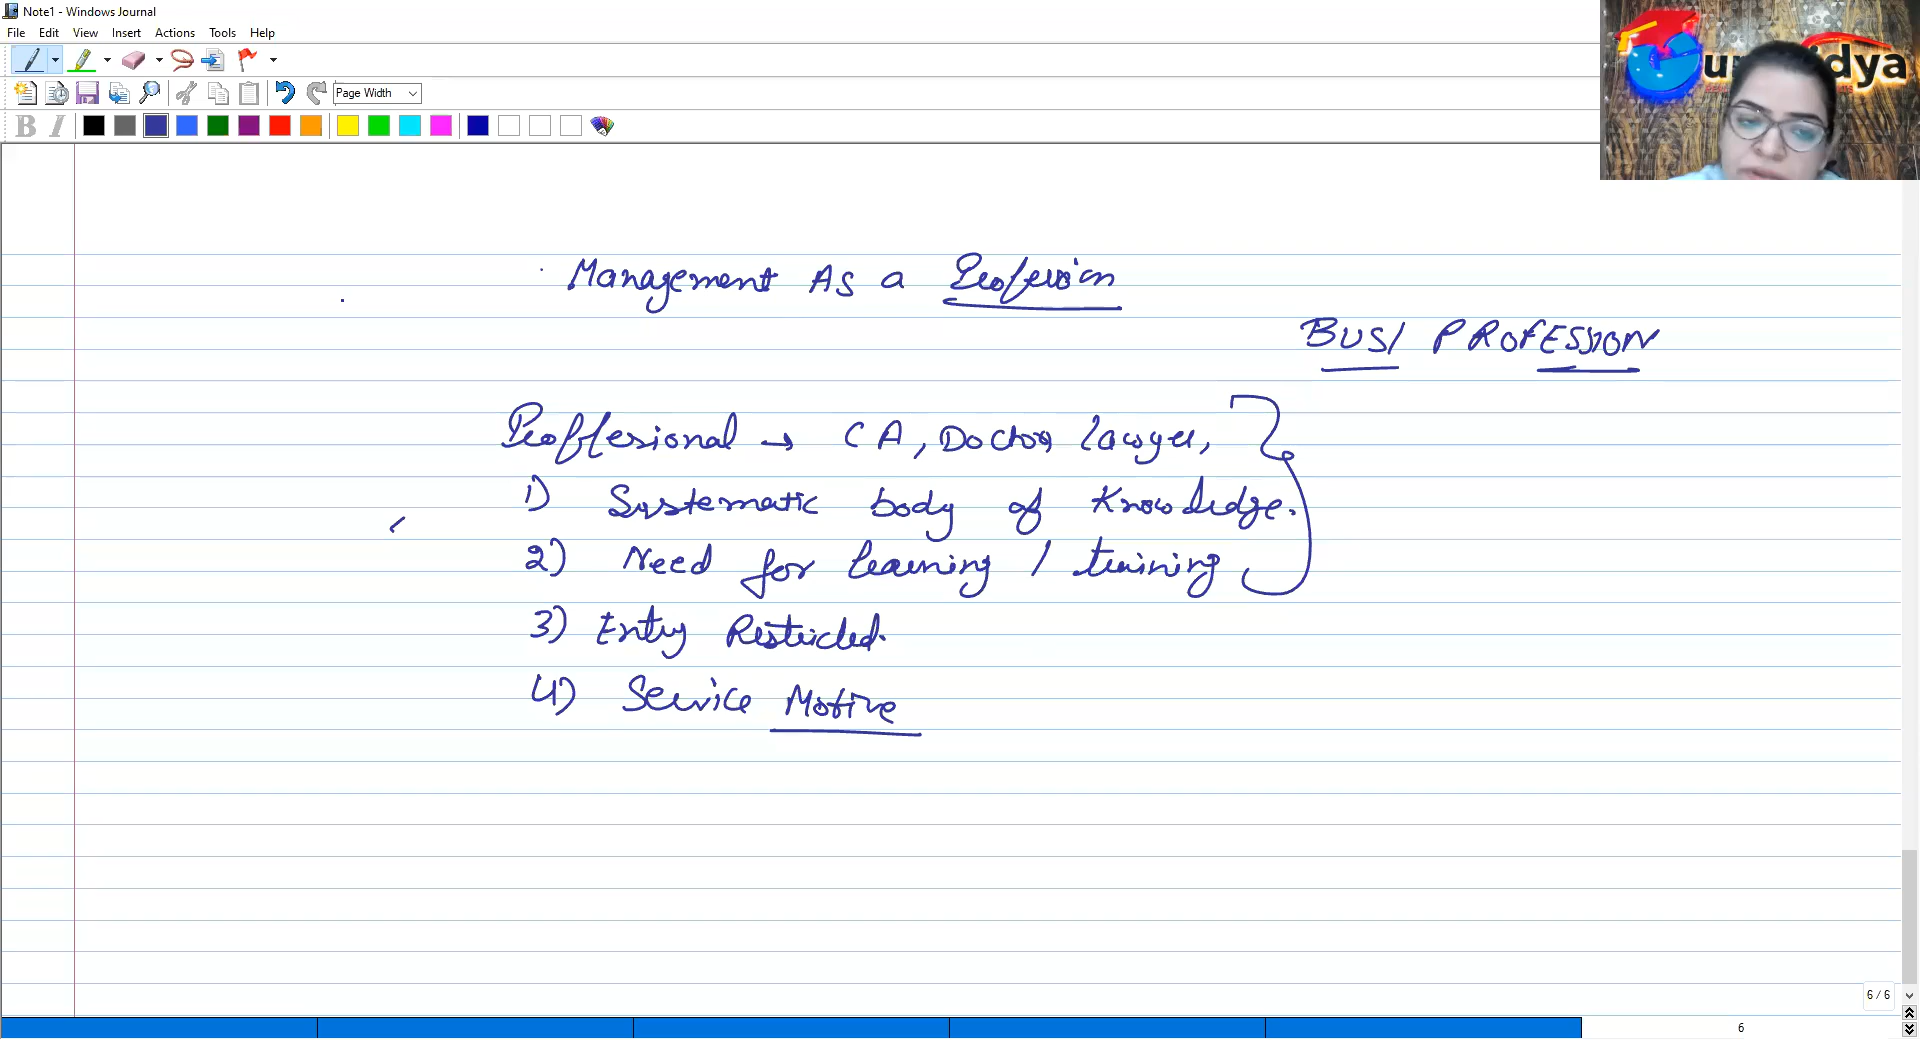 Note1 - Windows Journal
File Edit View Insert Actions Tools Help
Page Width
B I
Management As a Profession
BUS/ PROFESSION
Proffesional → CA, Doctor, Lawyer,
1) Systematic body of Knowledge.
2) Need for learning / training
3) Entry Restricted.
4) Service Motive
6 / 6
6